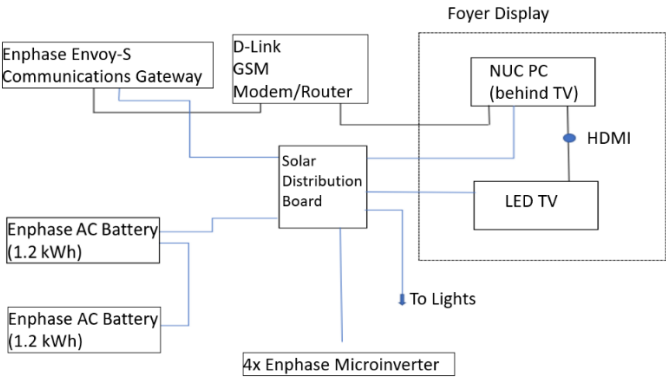 Foyer Display
Enphase Envoy-S
Communications Gateway
D-Link
GSM
Modem/Router
NUC PC
(behind TV)
HDMI
Solar
Distribution
Board
LED TV
Enphase AC Battery
(1.2 kWh)
To Lights
Enphase AC Battery
(1.2 kWh)
4x Enphase Microinverter